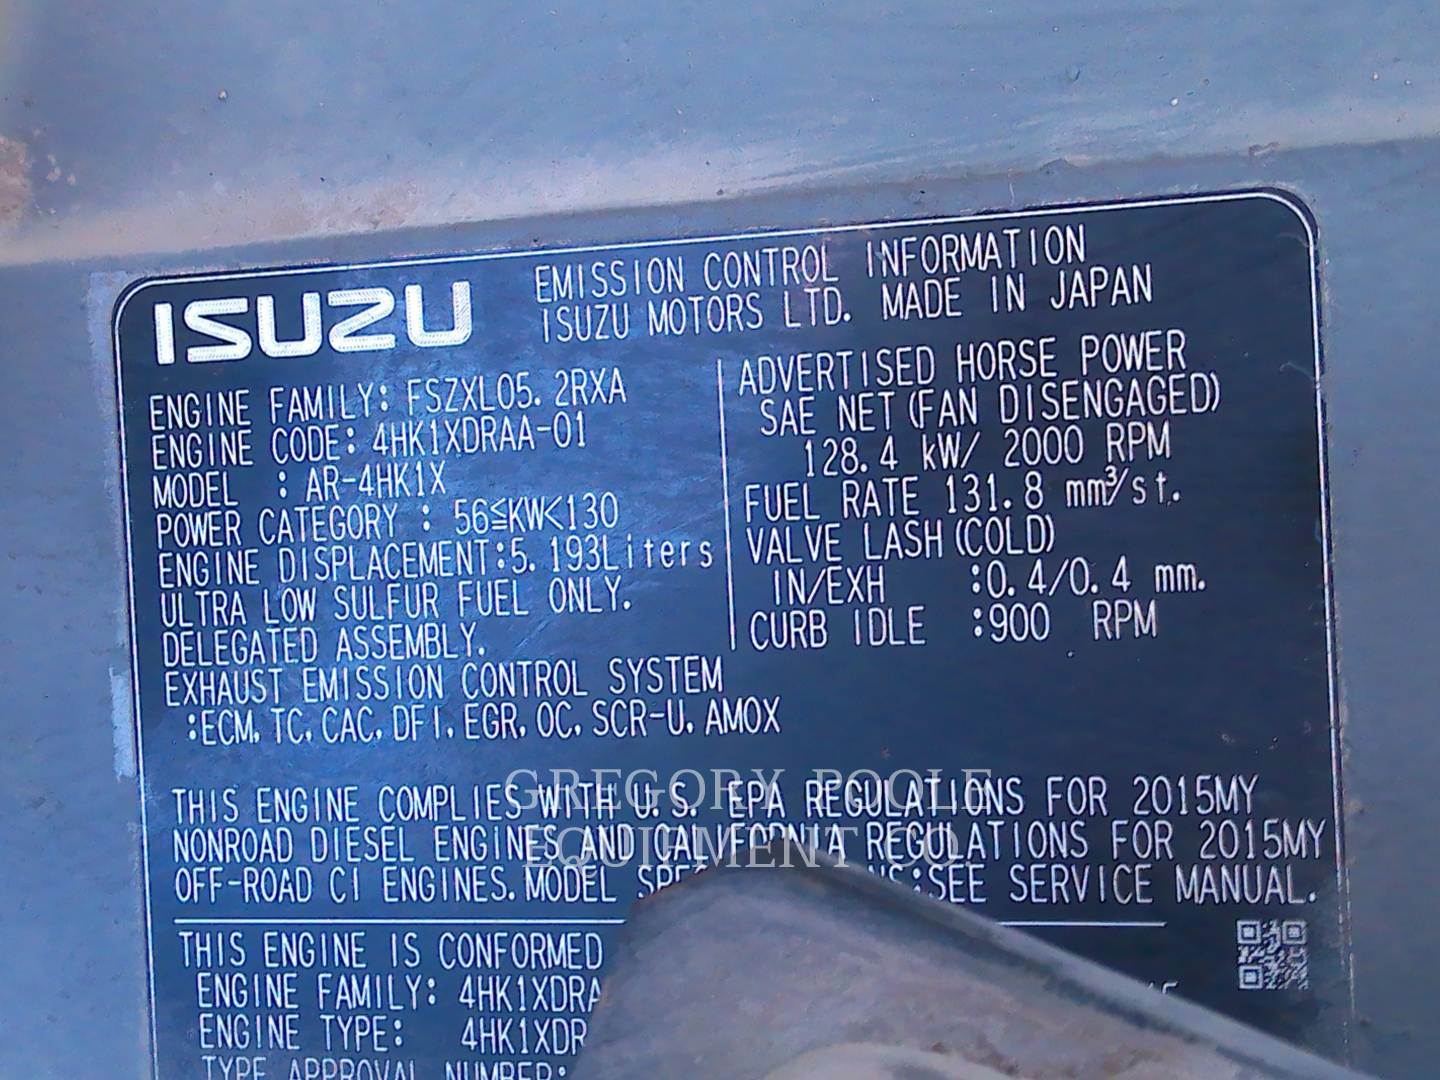 ISUZU
EMISSION CONTROL INFORMATION
ISUZU MOTORS LTD. MADE IN JAPAN
ENGINE FAMILY: FSZXL05.2RXA
ENGINE CODE: 4HK1XDRAA-01
MODEL : AR-4HK1X
POWER CATEGORY : 56≦KW<130
ENGINE DISPLACEMENT:5.193Liters
ULTRA LOW SULFUR FUEL ONLY.
DELEGATED ASSEMBLY.
EXHAUST EMISSION CONTROL SYSTEM
:ECM, TC, CAC, DFI, EGR, OC, SCR-U, AMOX
ADVERTISED HORSE POWER
SAE NET(FAN DISENGAGED)
128.4 kW/ 2000 RPM
FUEL RATE 131.8 mm³/st.
VALVE LASH(COLD)
IN/EXH :0.4/0.4 mm.
CURB IDLE :900 RPM
THIS ENGINE COMPLIES WITH U.S. EPA REGULATIONS FOR 2015MY
NONROAD DIESEL ENGINES AND CALIFORNIA REGULATIONS FOR 2015MY
OFF-ROAD CI ENGINES. MODEL :SEE SERVICE MANUAL.
THIS ENGINE IS CONFORMED
ENGINE FAMILY: 4HK1XDRA
ENGINE TYPE: 4HK1XDR
TYPE APPROVAL NUMBER:
GREGORY POOLE
EQUIPMENT CO